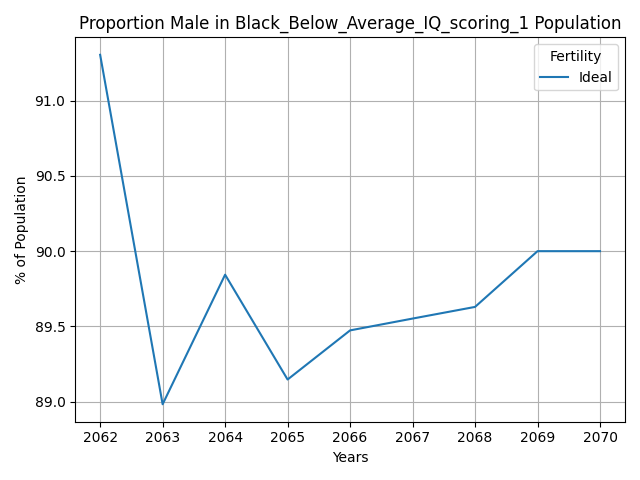 Proportion Male in Black_Below_Average_IQ_scoring_1 Population
Fertility
Ideal
91.0
90.5
90.0
89.5
89.0
% of Population
2062 2063 2064 2065 2066 2067 2068 2069 2070
Years